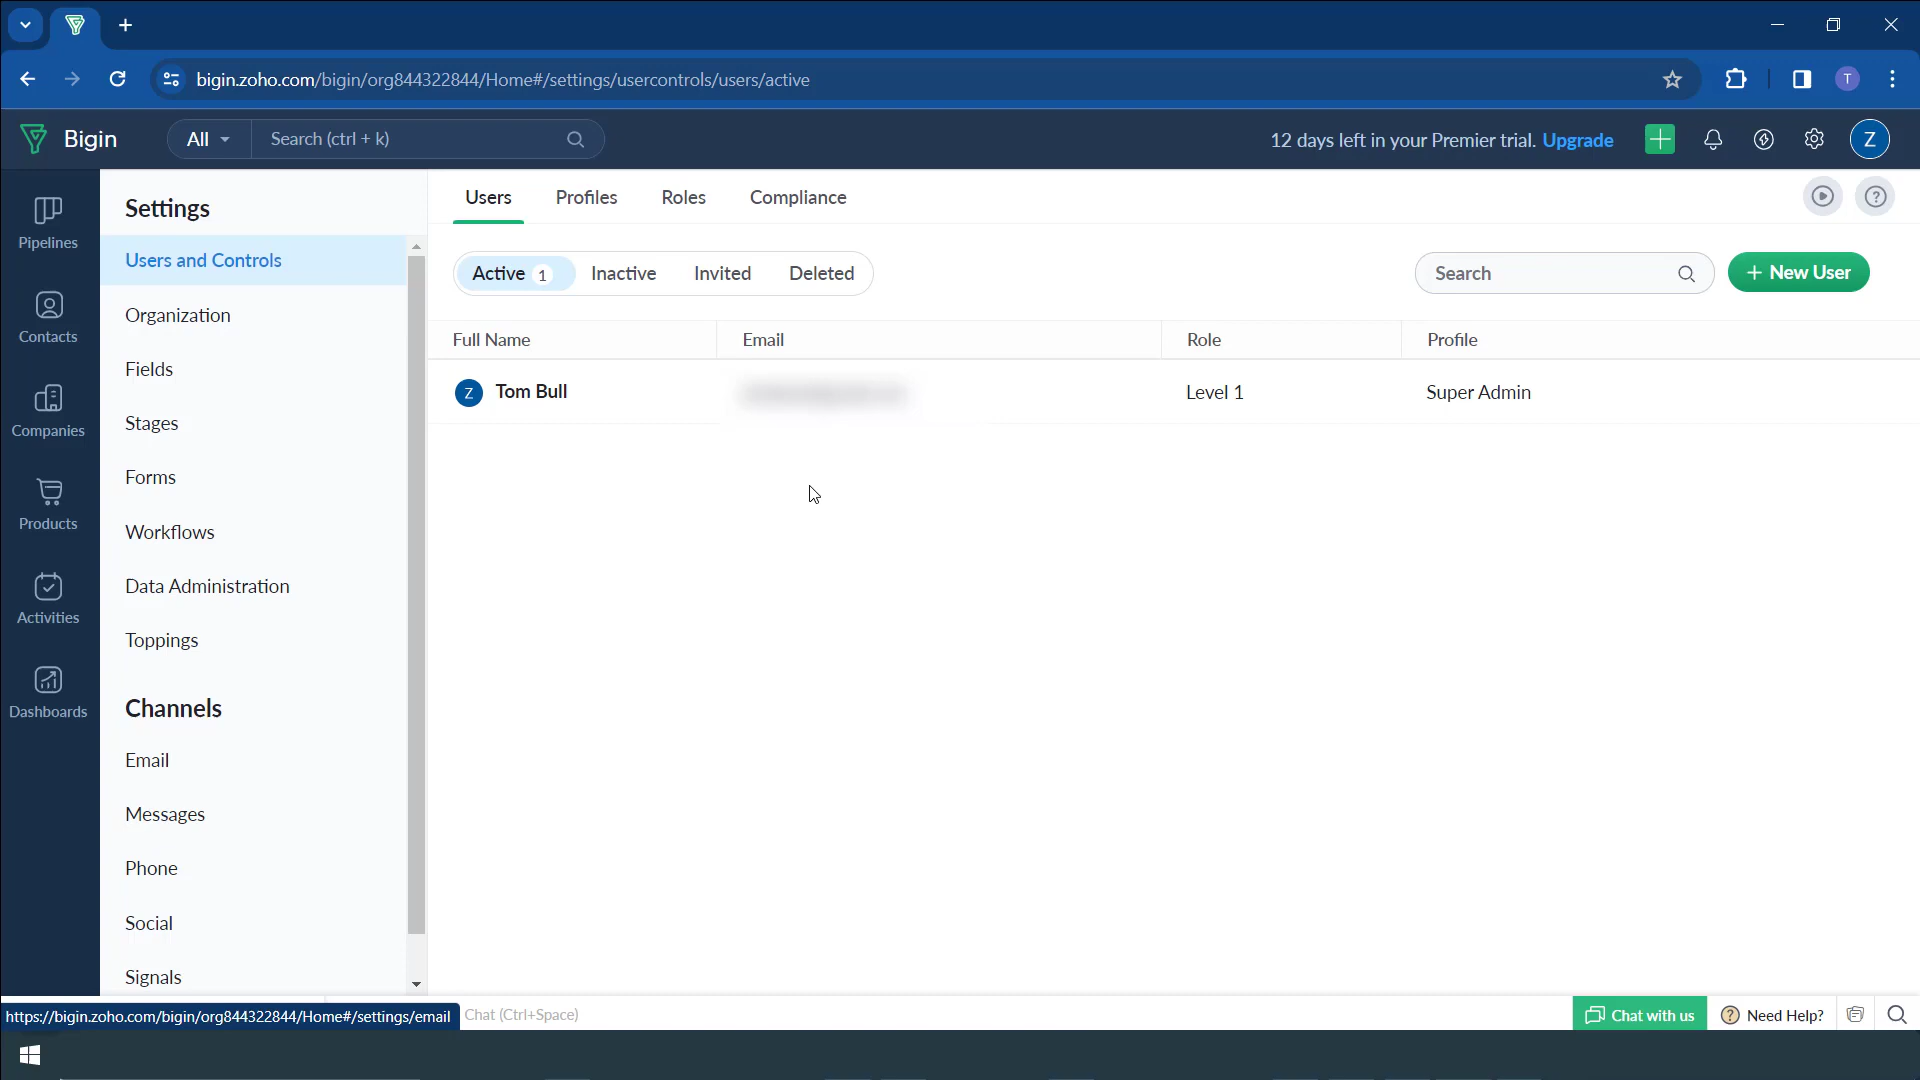 bigin.zoho.com/bigin/org844322844/Home#/settings/usercontrols/users/active
T
Bigin
All
Search (ctrl + k)
12 days left in your Premier trial. Upgrade
Z
Pipelines
Contacts
Companies
Products
Activities
Dashboards
Settings
Users and Controls
Organization
Fields
Stages
Forms
Workflows
Data Administration
Toppings
Channels
Email
Messages
Phone
Social
Signals
Users Profiles Roles Compliance
Active 1 Inactive Invited Deleted
Search
+ New User
Full Name Email Role Profile
Z Tom Bull Level 1 Super Admin
https://bigin.zoho.com/bigin/org844322844/Home#/settings/email
Chat (Ctrl+Space)
Chat with us
? Need Help?